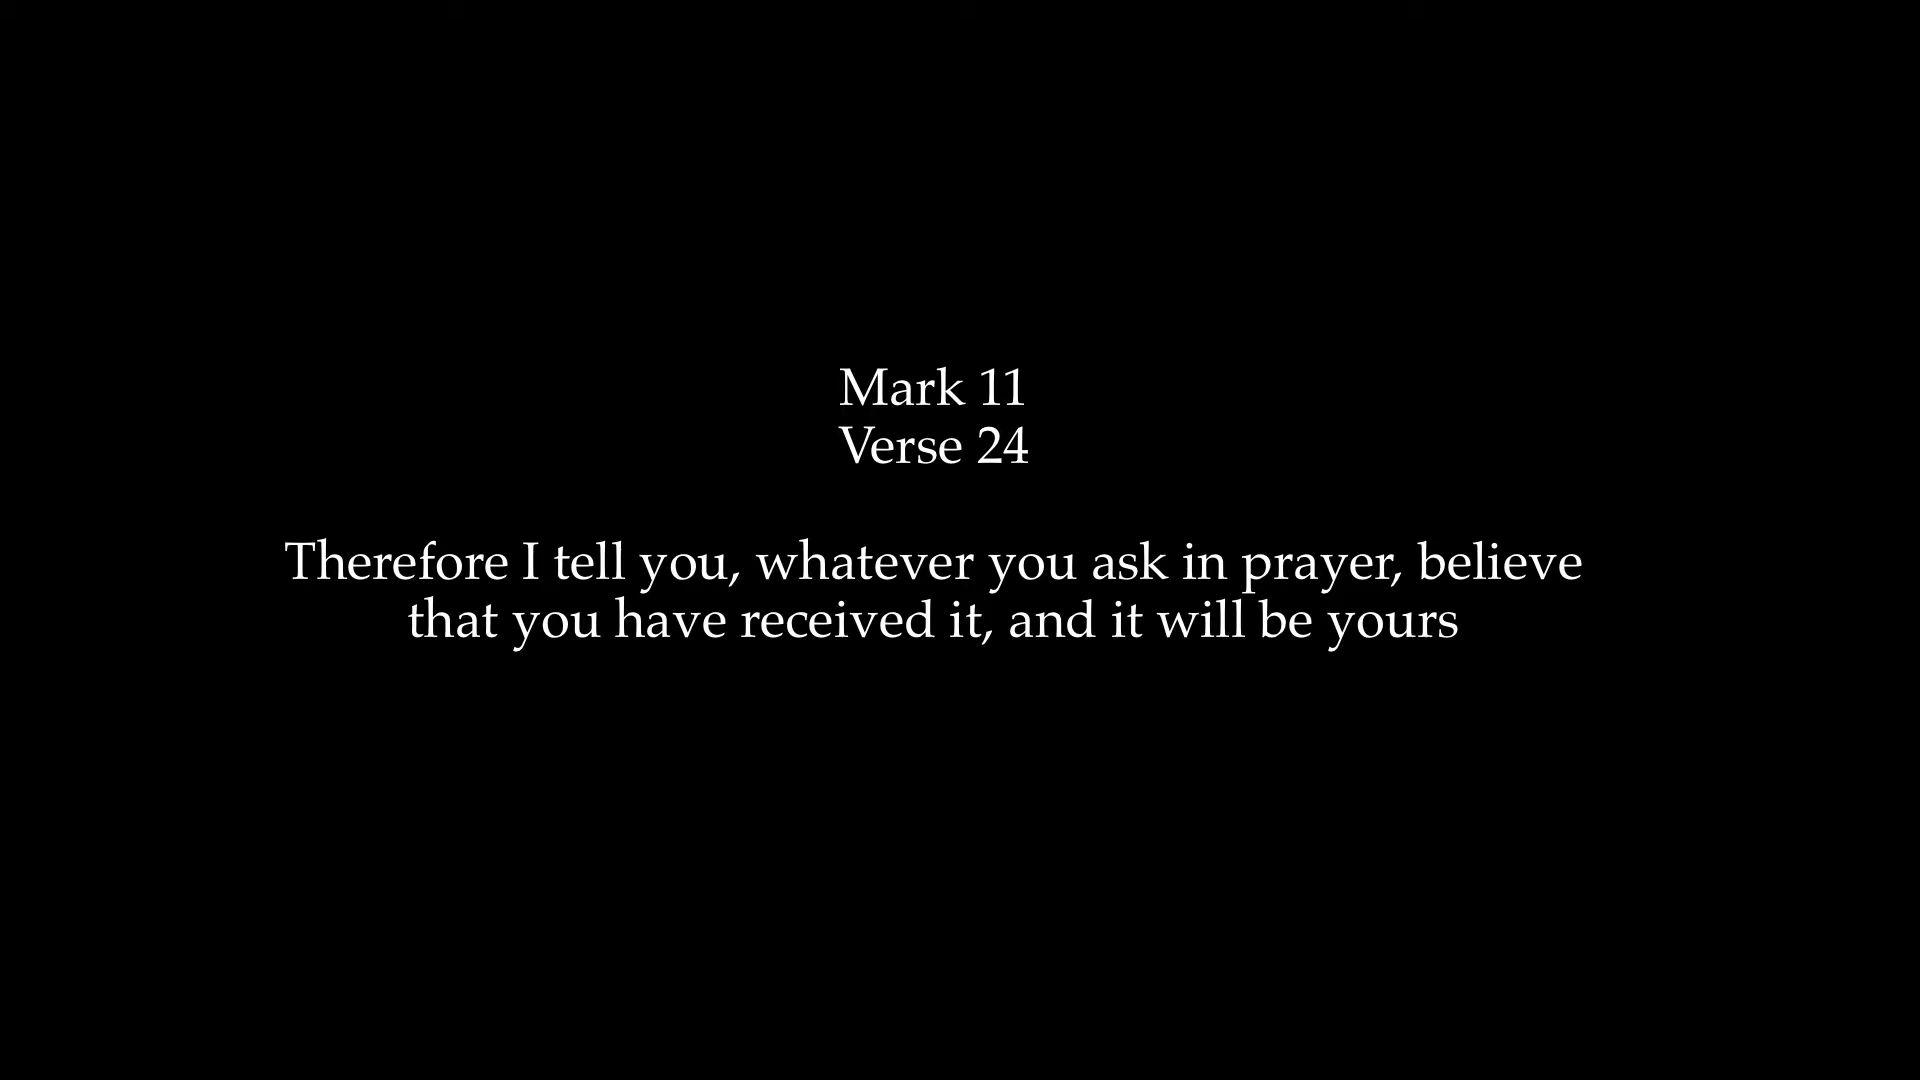 Mark 11
Verse 24
Therefore I tell you, whatever you ask in prayer, believe
that you have received it, and it will be yours